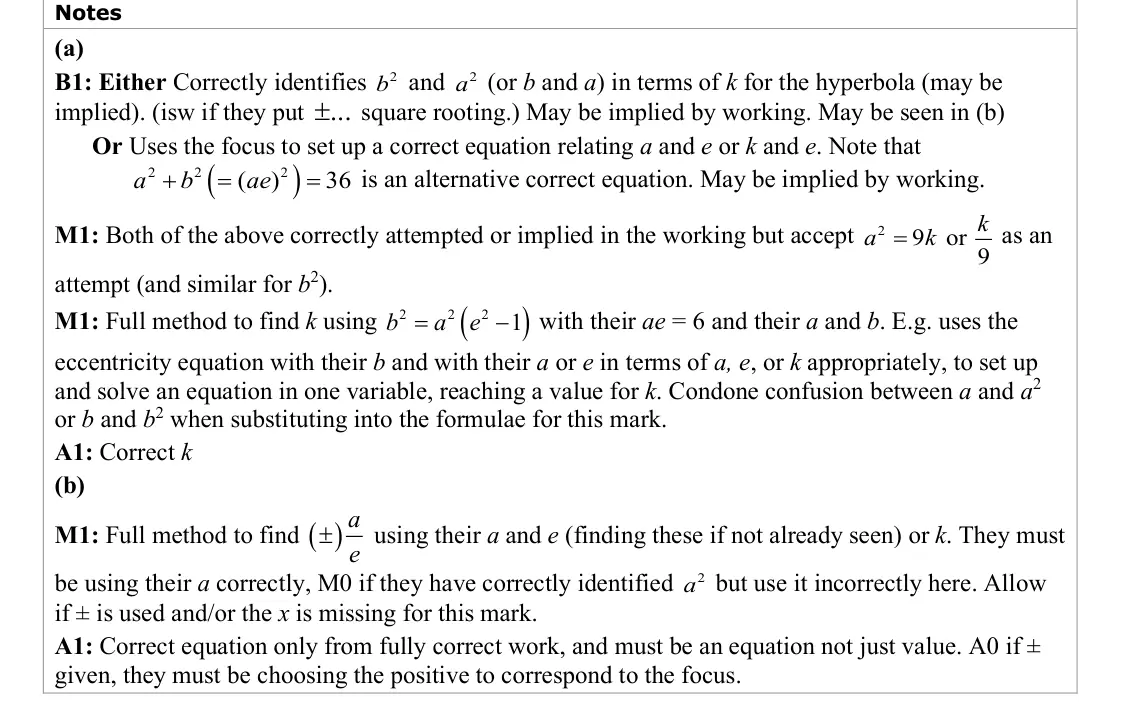 Notes
(a)
B1: Either Correctly identifies b² and a² (or b and a) in terms of k for the hyperbola (may be
implied). (isw if they put ±… square rooting.) May be implied by working. May be seen in (b)
Or Uses the focus to set up a correct equation relating a and e or k and e. Note that
a² + b² (= (ae)²) = 36 is an alternative correct equation. May be implied by working.
M1: Both of the above correctly attempted or implied in the working but accept a² = 9k or k/9 as an
attempt (and similar for b²).
M1: Full method to find k using b² = a²(e² − 1) with their ae = 6 and their a and b. E.g. uses the
eccentricity equation with their b and with their a or e in terms of a, e, or k appropriately, to set up
and solve an equation in one variable, reaching a value for k. Condone confusion between a and a²
or b and b² when substituting into the formulae for this mark.
A1: Correct k
(b)
M1: Full method to find (±)a/e using their a and e (finding these if not already seen) or k. They must
be using their a correctly, M0 if they have correctly identified a² but use it incorrectly here. Allow
if ± is used and/or the x is missing for this mark.
A1: Correct equation only from fully correct work, and must be an equation not just value. A0 if ±
given, they must be choosing the positive to correspond to the focus.